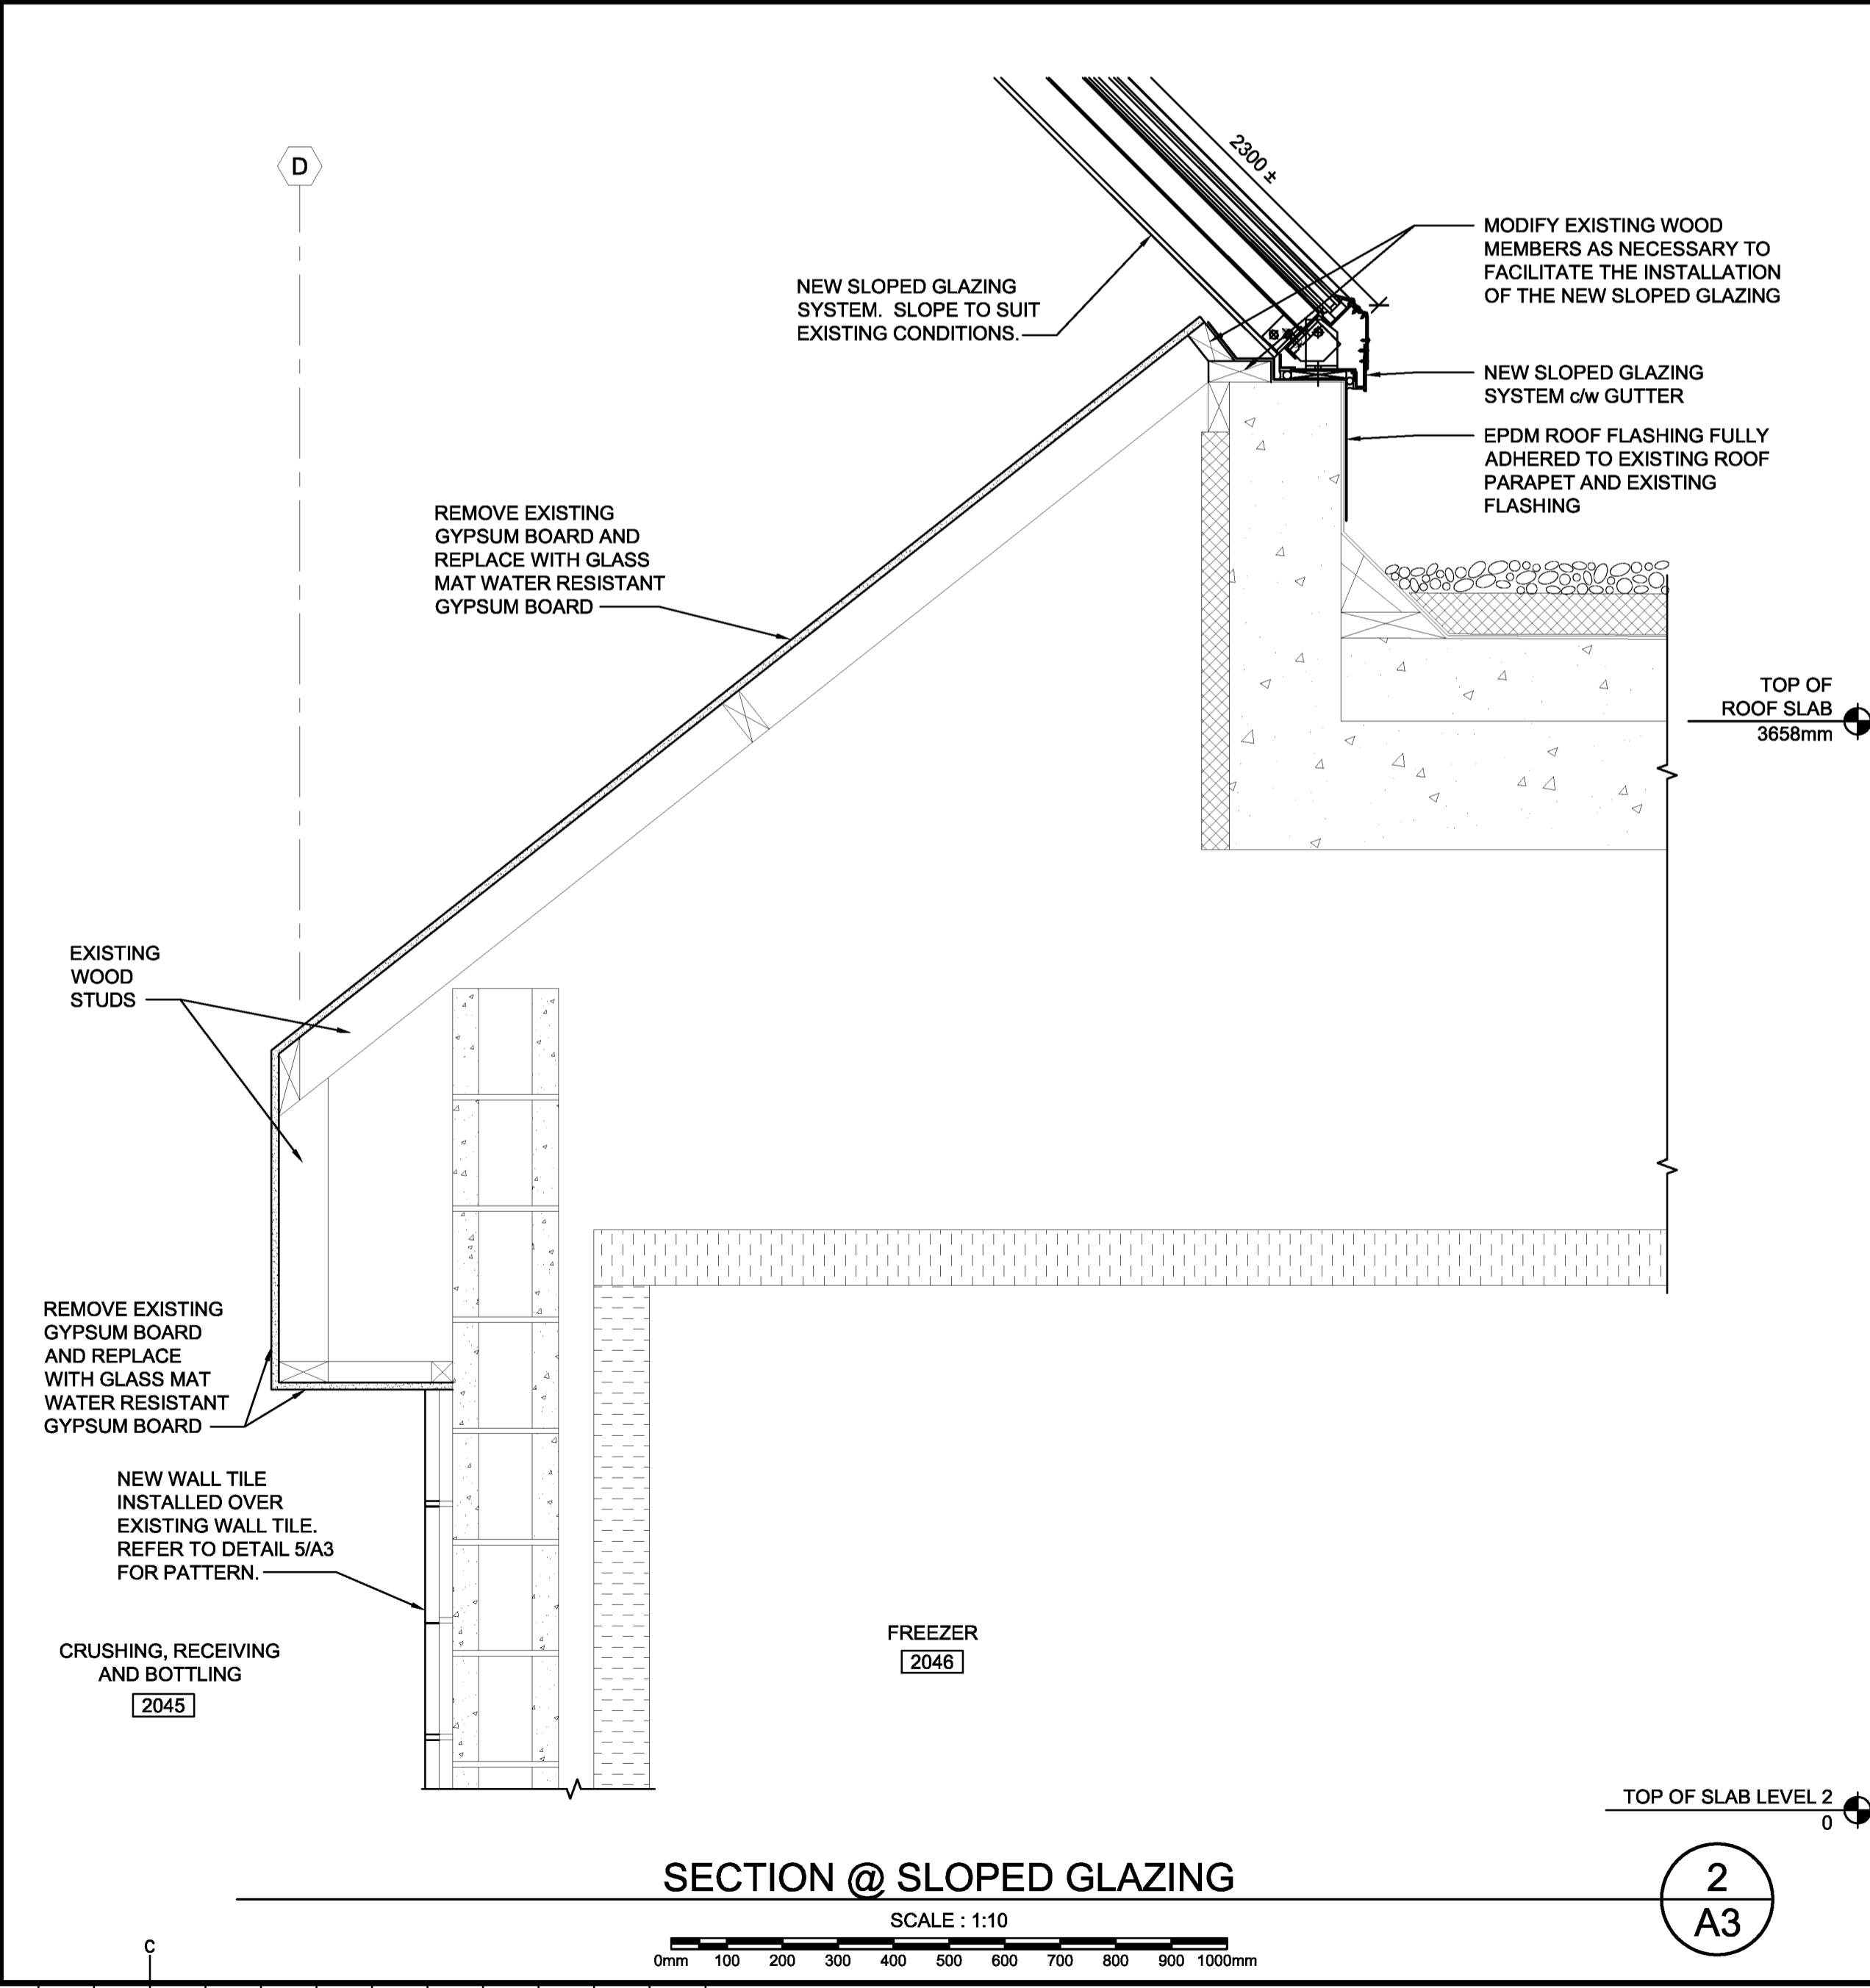 D
2300 ±
MODIFY EXISTING WOOD
MEMBERS AS NECESSARY TO
FACILITATE THE INSTALLATION
OF THE NEW SLOPED GLAZING
NEW SLOPED GLAZING
SYSTEM.  SLOPE TO SUIT
EXISTING CONDITIONS.
NEW SLOPED GLAZING
SYSTEM c/w GUTTER
EPDM ROOF FLASHING FULLY
ADHERED TO EXISTING ROOF
PARAPET AND EXISTING
FLASHING
REMOVE EXISTING
GYPSUM BOARD AND
REPLACE WITH GLASS
MAT WATER RESISTANT
GYPSUM BOARD
TOP OF
ROOF SLAB
3658mm
EXISTING
WOOD
STUDS
REMOVE EXISTING
GYPSUM BOARD
AND REPLACE
WITH GLASS MAT
WATER RESISTANT
GYPSUM BOARD
NEW WALL TILE
INSTALLED OVER
EXISTING WALL TILE.
REFER TO DETAIL 5/A3
FOR PATTERN.
CRUSHING, RECEIVING
AND BOTTLING
2045
FREEZER
2046
TOP OF SLAB LEVEL 2
0
SECTION @ SLOPED GLAZING
SCALE : 1:10
0mm 100 200 300 400 500 600 700 800 900 1000mm
2
A3
C